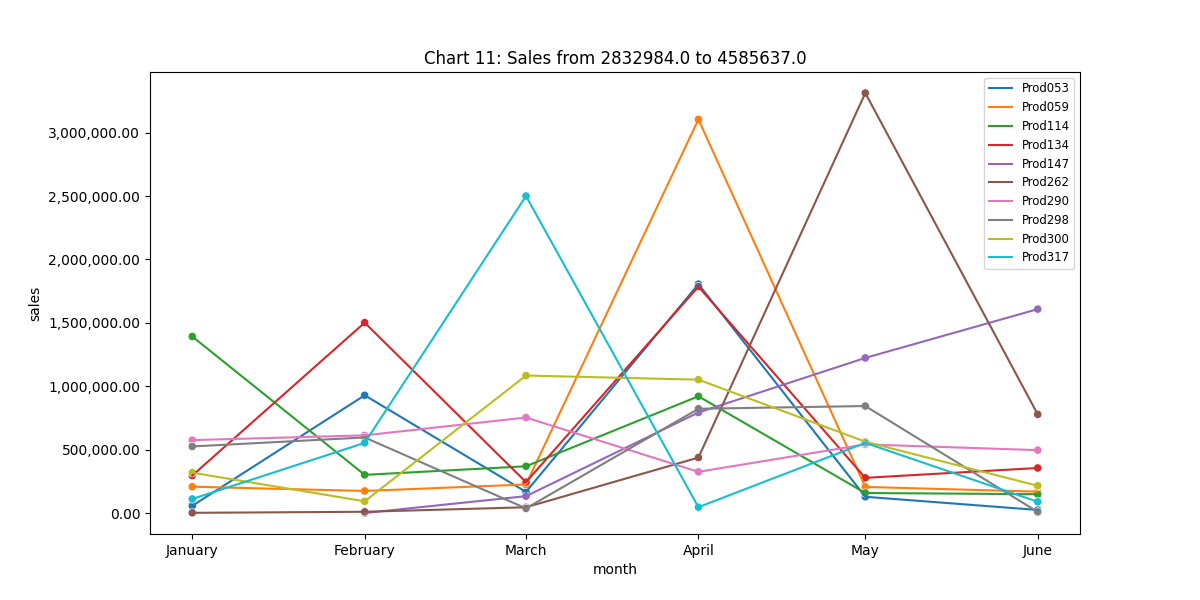 Chart 11: Sales from 2832984.0 to 4585637.0
3,000,000.00
2,500,000.00
2,000,000.00
1,500,000.00
1,000,000.00
500,000.00
0.00
sales
Prod053
Prod059
Prod114
Prod134
Prod147
Prod262
Prod290
Prod298
Prod300
Prod317
January February March April May June
month